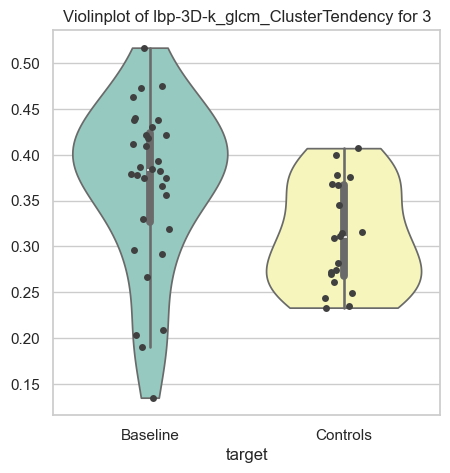 Violinplot of lbp-3D-k_glcm_ClusterTendency for 3
0.50
0.45
0.40
0.35
0.30
0.25
0.20
0.15
Baseline
Controls
target